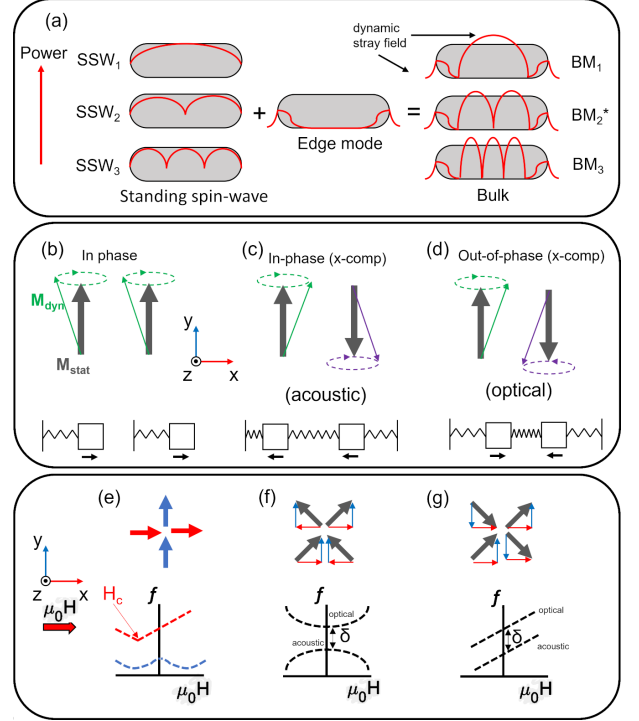 (a)
dynamic
stray field
Power
SSW1
BM1
SSW2
+
=
BM2*
Edge mode
SSW3
BM3
Standing spin-wave
Bulk
(b)
In phase
(c)
In-phase (x-comp)
(d)
Out-of-phase (x-comp)
Mdyn
Mstat
y
z
x
(acoustic)
(optical)
(e)
(f)
(g)
y
z
x
μ0H
Hc
f
μ0H
f
optical
acoustic
δ
μ0H
f
optical
δ
acoustic
μ0H